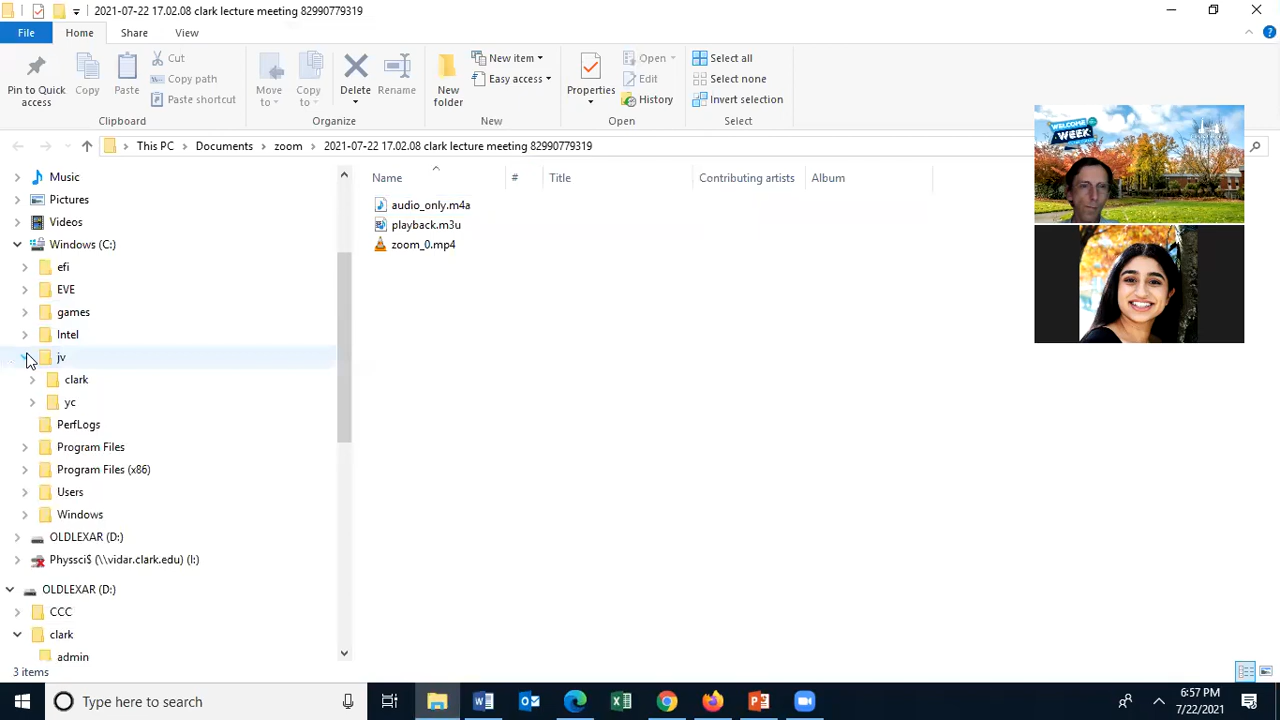 2021-07-22 17.02.08 clark lecture meeting 82990779319
File Home Share View
Pin to Quick access
Copy
Paste
Cut
Copy path
Paste shortcut
Clipboard
Move to
Copy to
Delete
Rename
Organize
New folder
New item
Easy access
New
Properties
Open
Edit
History
Open
Select all
Select none
Invert selection
Select
This PC Documents zoom 2021-07-22 17.02.08 clark lecture meeting 82990779319
WELCOME
WEEK
Name # Title Contributing artists Album
audio_only.m4a
playback.m3u
zoom_0.mp4
Music
Pictures
Videos
Windows (C:)
efi
EVE
games
Intel
jv
clark
yc
PerfLogs
Program Files
Program Files (x86)
Users
Windows
OLDLEXAR (D:)
Physsci$ (\\vidar.clark.edu) (I:)
OLDLEXAR (D:)
CCC
clark
admin
3 items
Type here to search
6:57 PM
7/22/2021